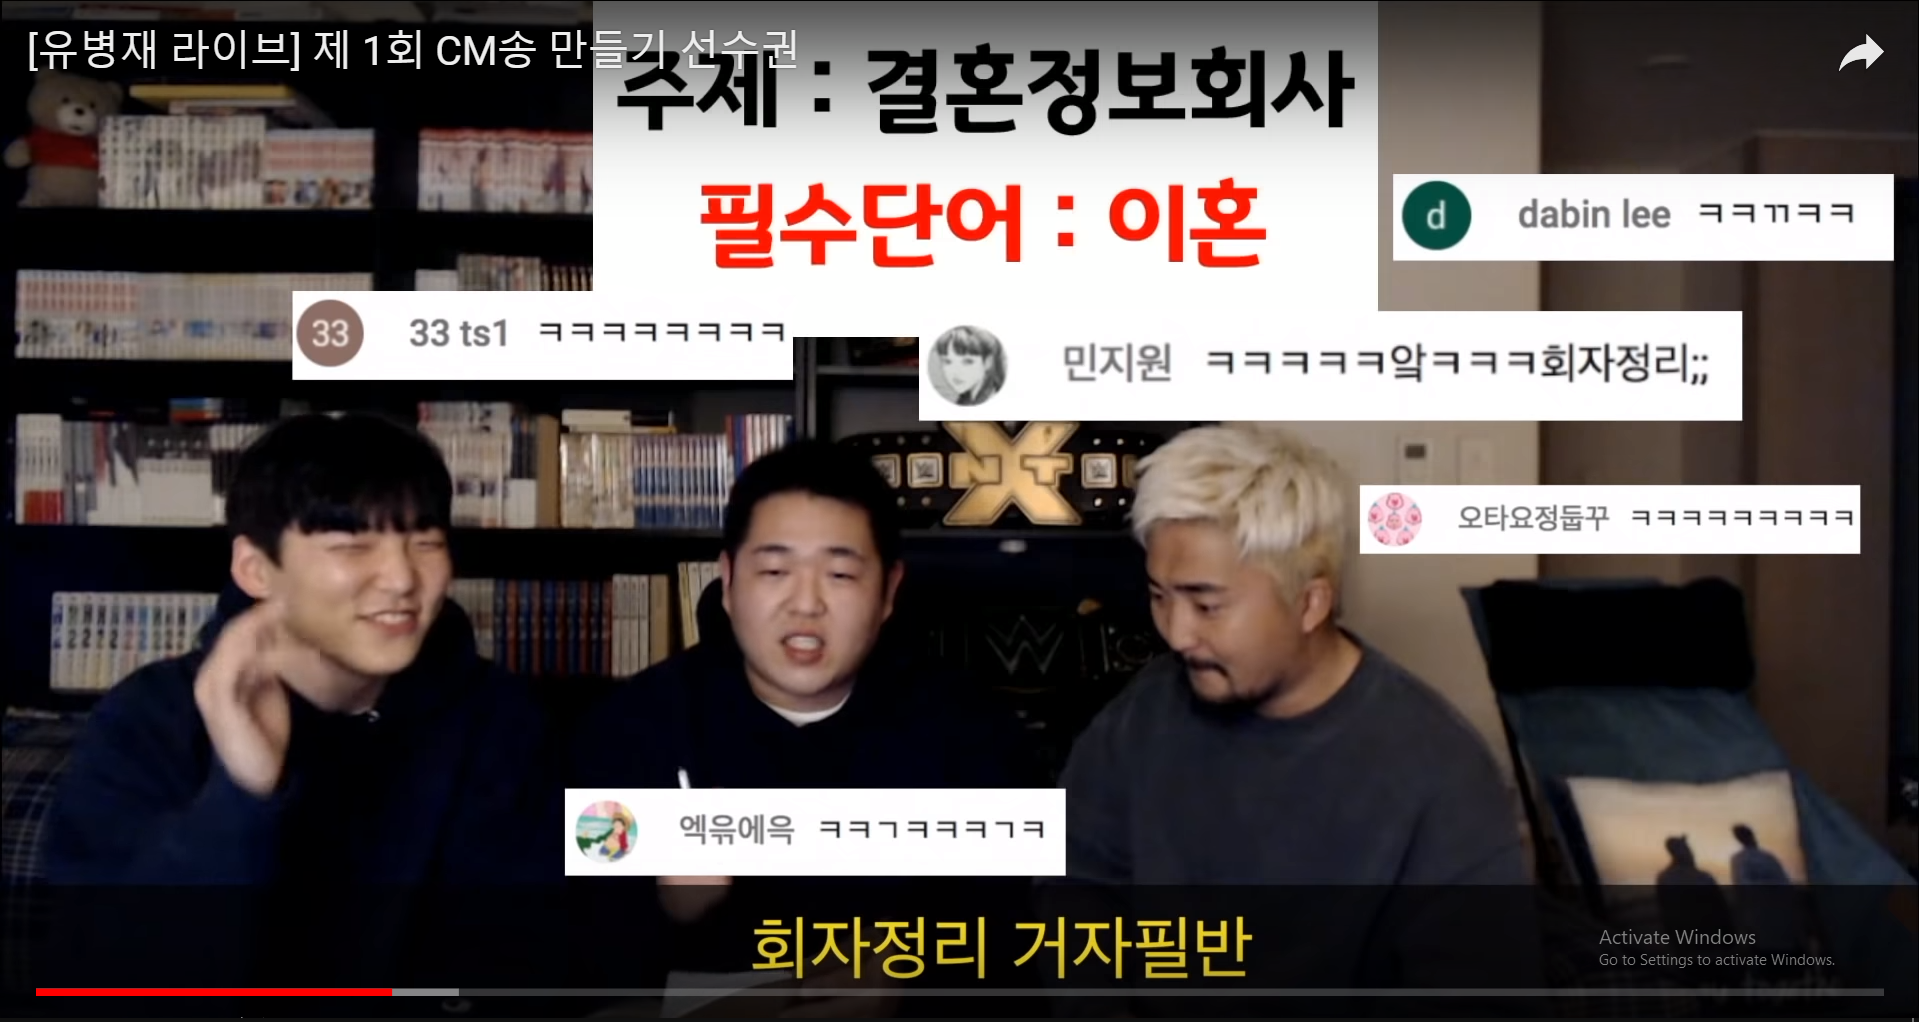 [유병재 라이브] 제 1회 CM송 만들기 선수권
주제 : 결혼정보회사
필수단어 : 이혼
d dabin lee ㅋㅋㄲㅋㅋ
33 33 ts1 ㅋㅋㅋㅋㅋㅋㅋㅋ
민지원 ㅋㅋㅋㅋㅋ앜ㅋㅋㅋ회자정리;;
NXT
오타요정둡꾸 ㅋㅋㅋㅋㅋㅋㅋㅋㅋ
엑윾에윽 ㅋㅋㄱㅋㅋㅋㄱㅋ
회자정리 거자필반
Activate Windows
Go to Settings to activate Windows.